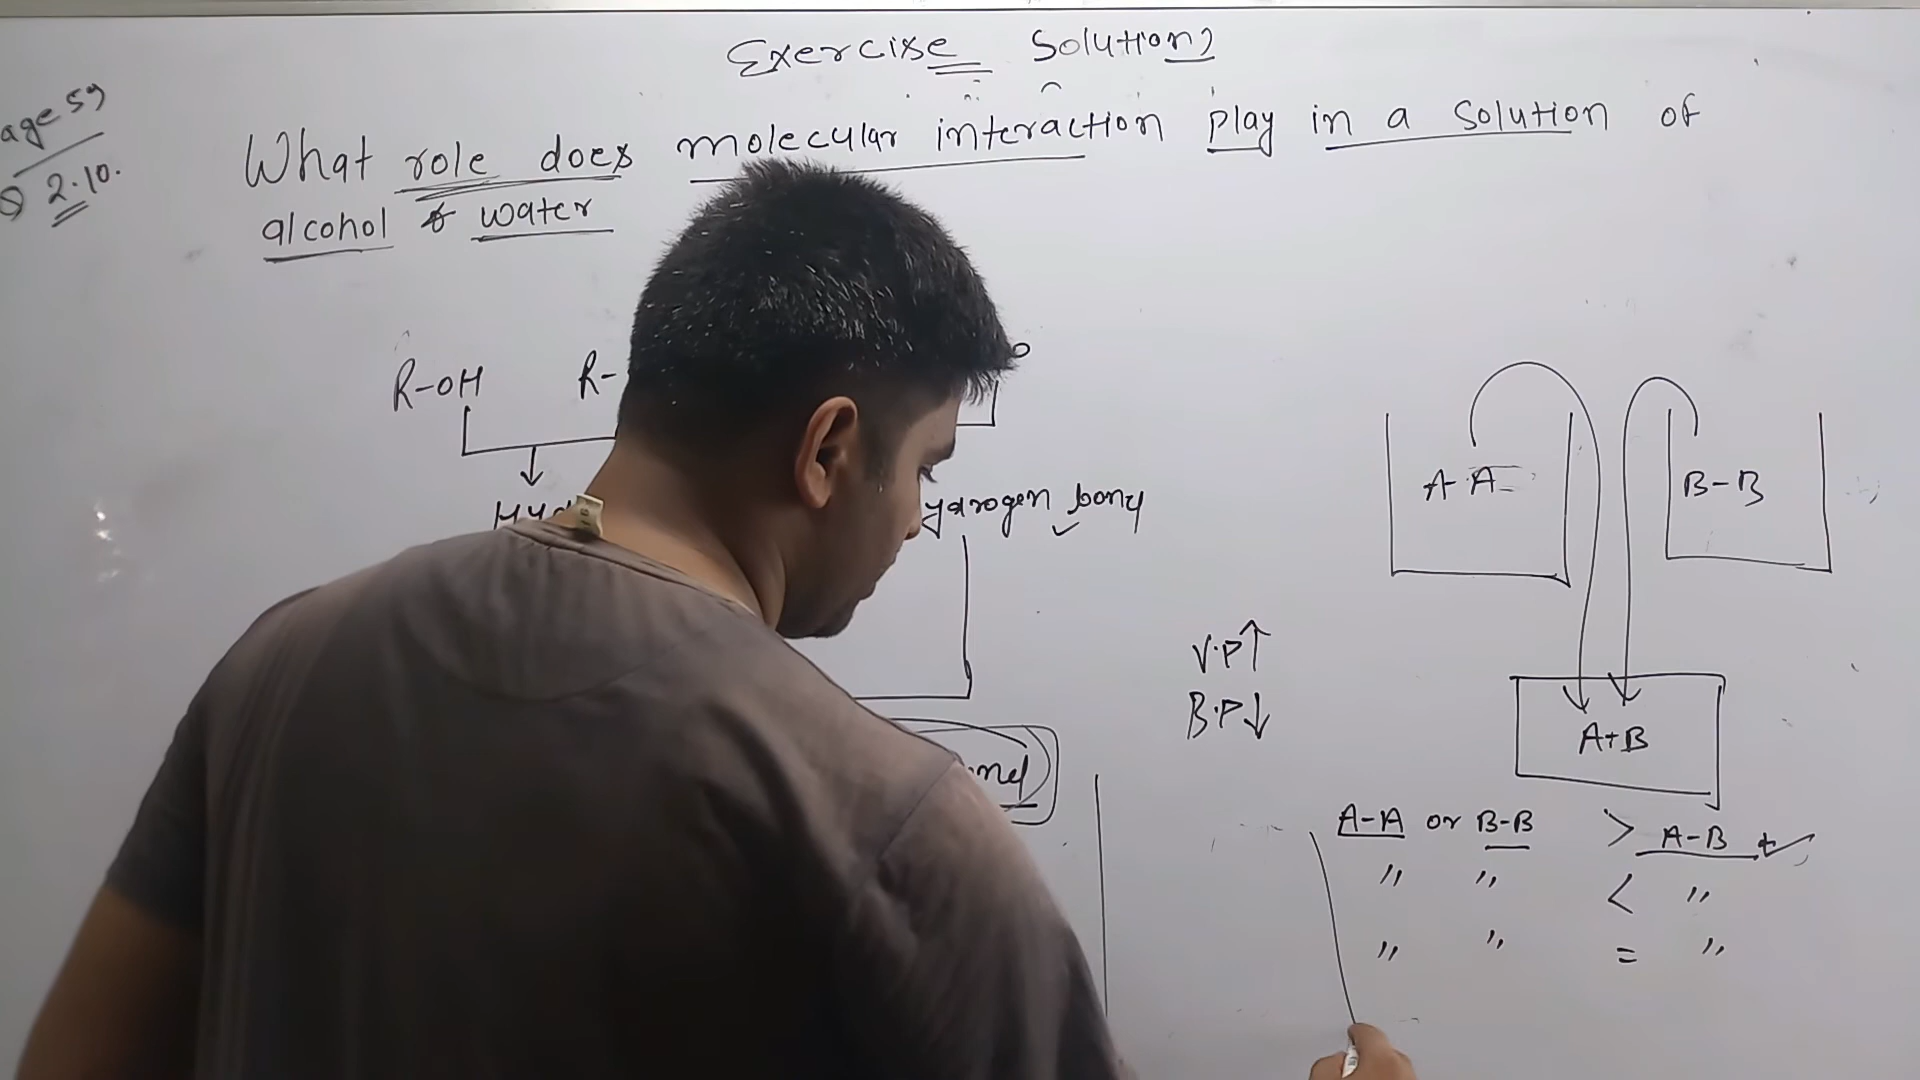 Exercise Solutions
age 59
Q 2.10.
What role does molecular interaction play in a solution of
alcohol & water
R-OH R-
Hyd
ydrogen bond
A-A
B-B
V.P↑
B.P↓
A+B
A-A or B-B > A-B +
" " < "
" " = "